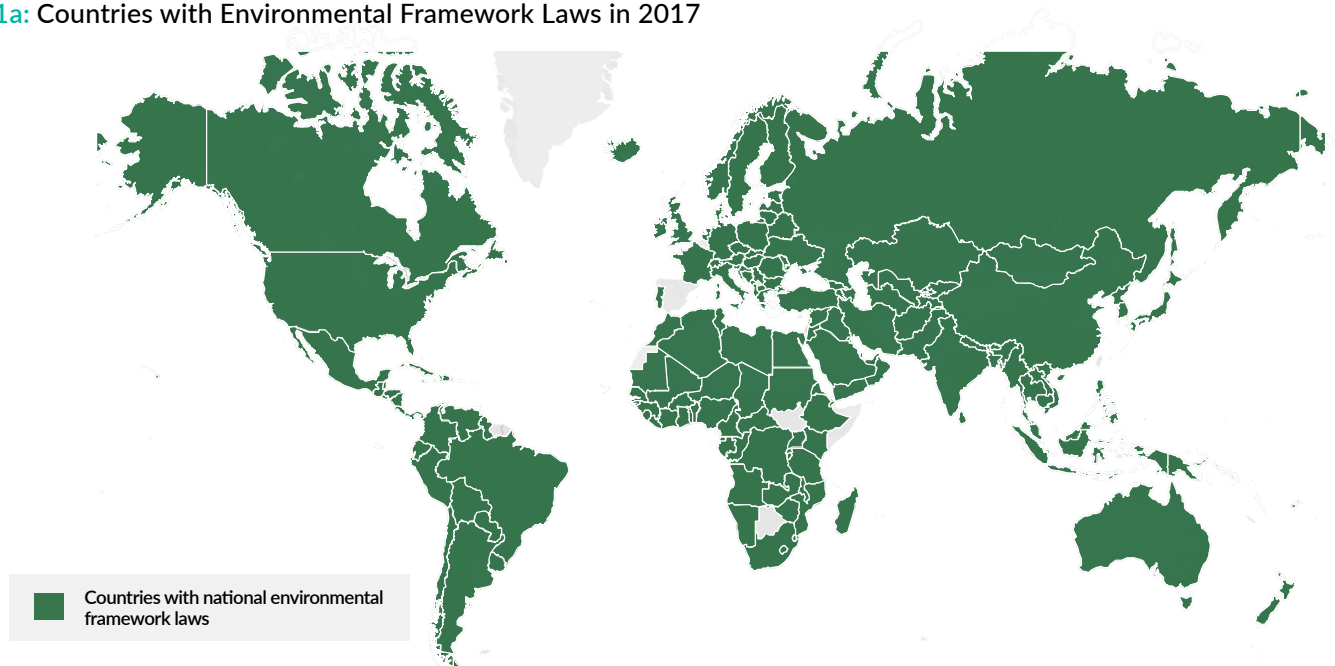 1a: Countries with Environmental Framework Laws in 2017
Countries with national environmental
framework laws